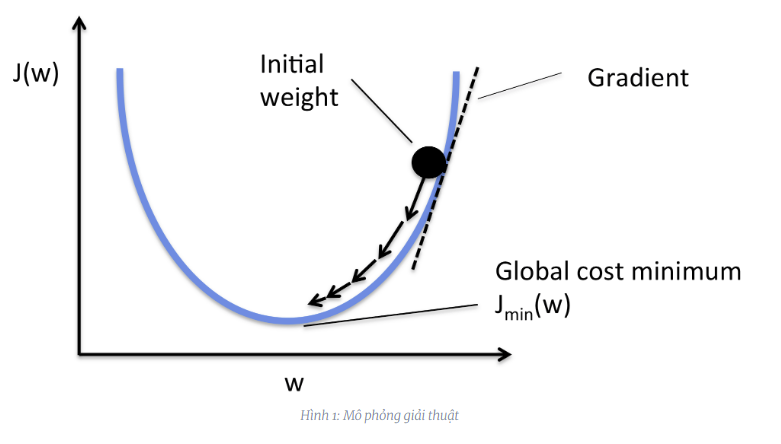 J(w)
Initial
weight
Gradient
Global cost minimum
Jmin(w)
w
Hình 1: Mô phỏng giải thuật